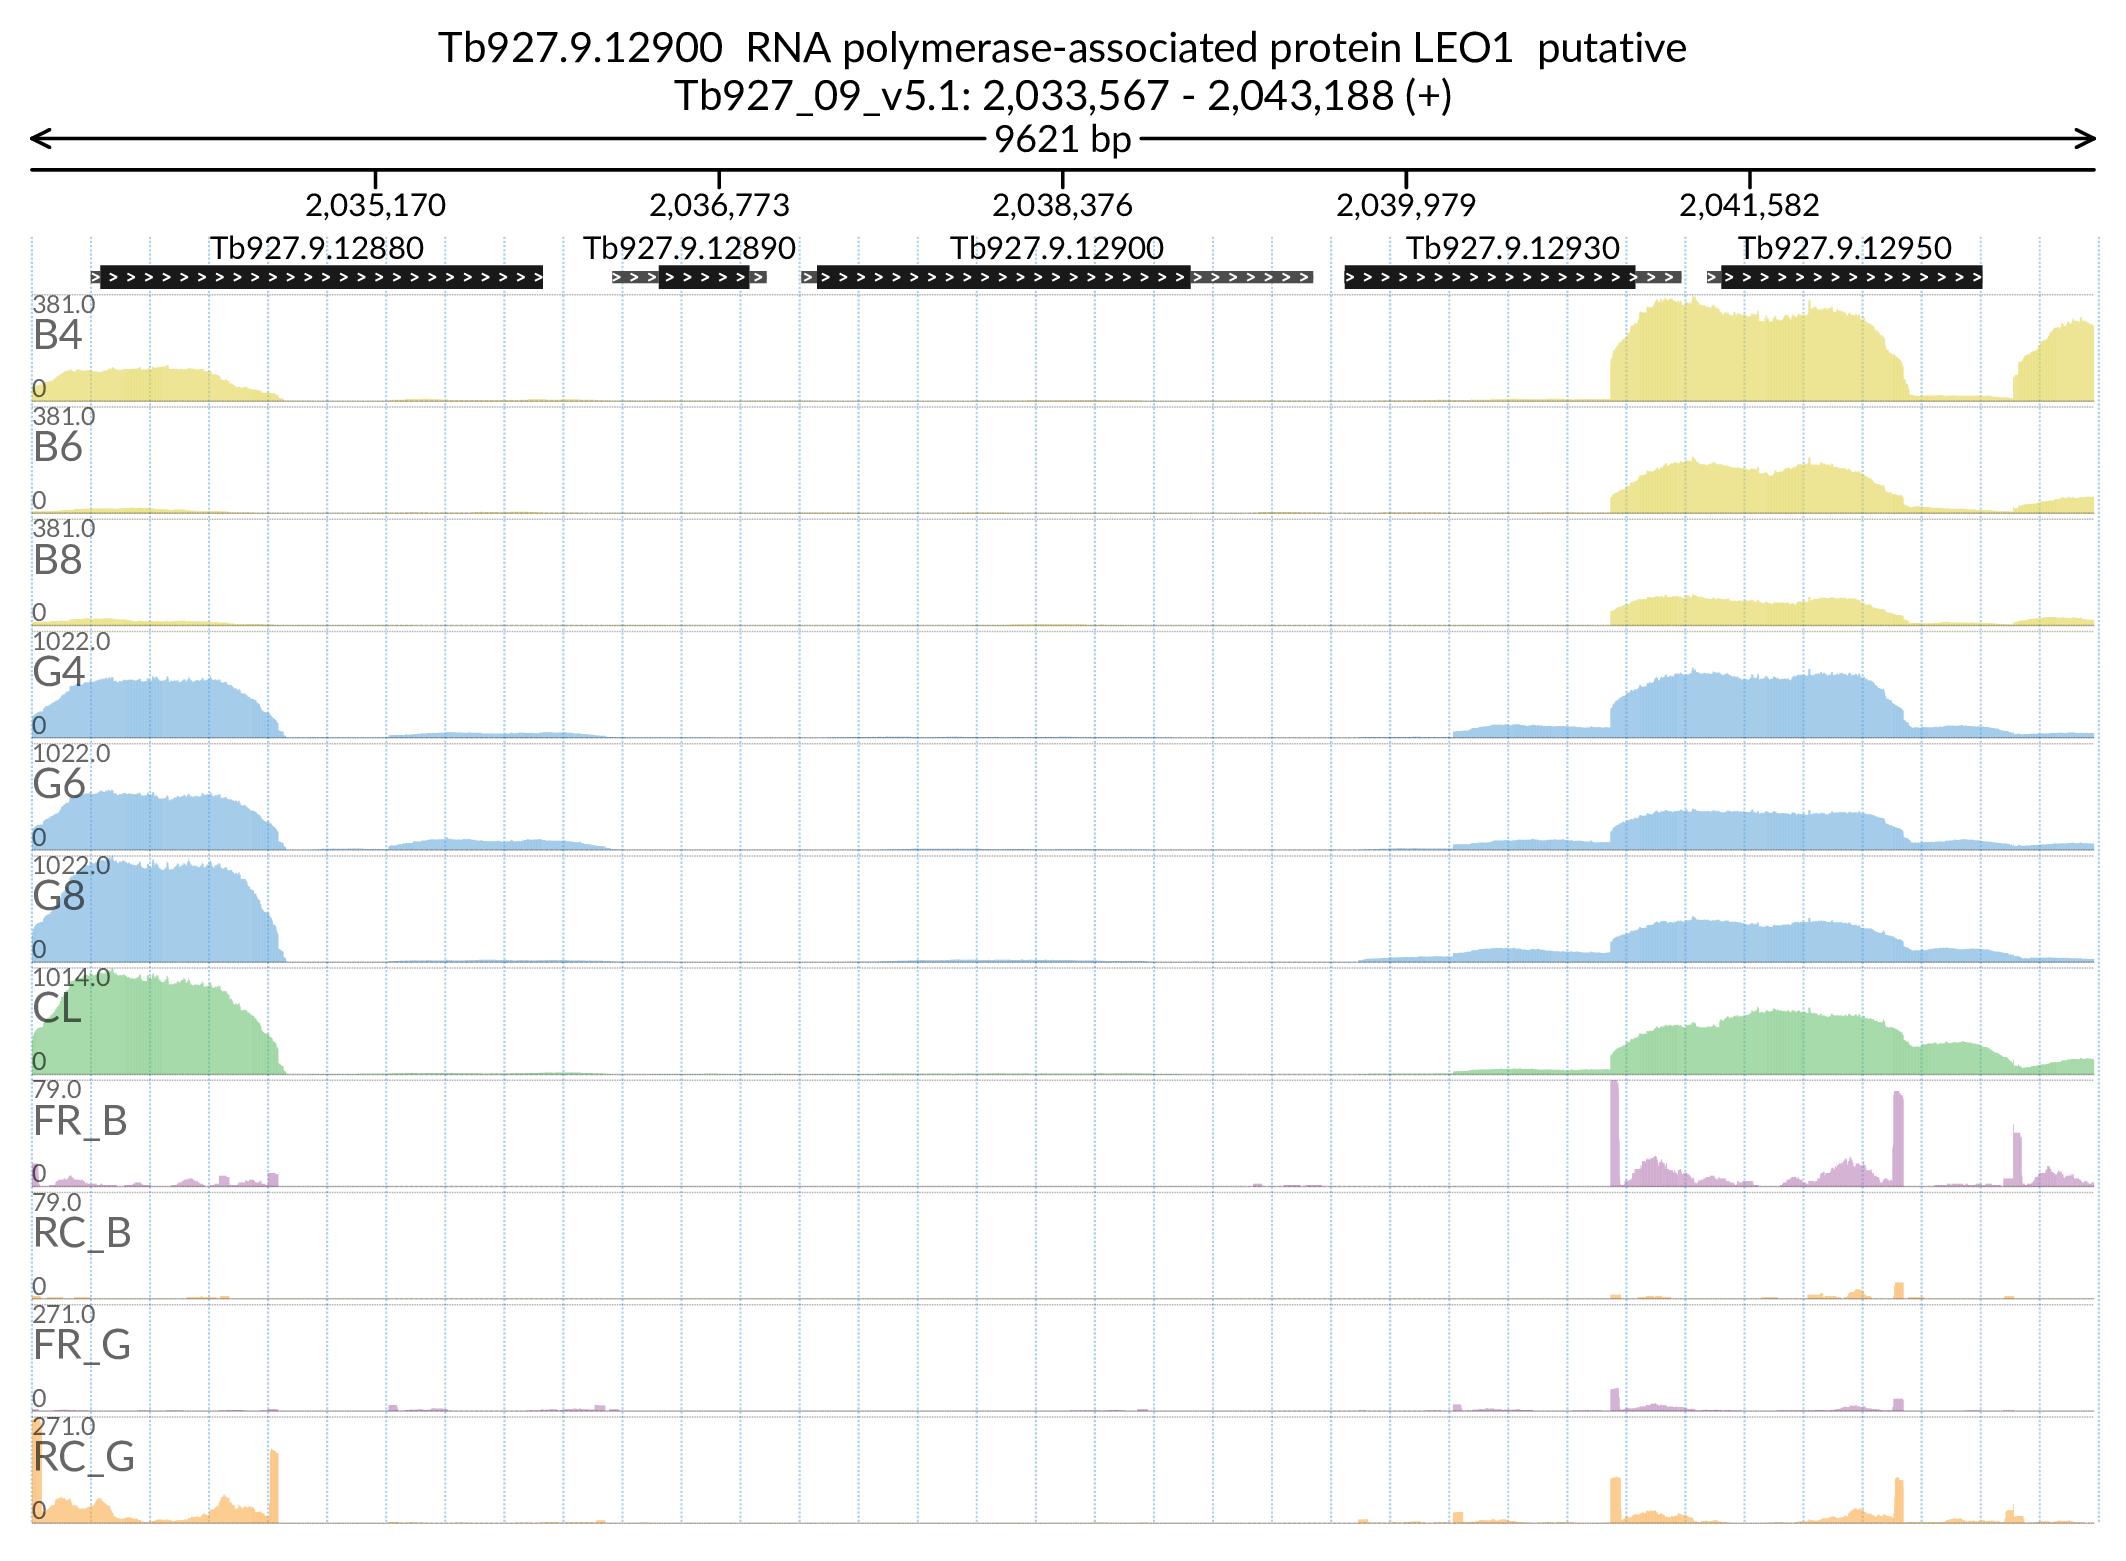 Tb927.9.12900 RNA polymerase-associated protein LEO1 putative
Tb927_09_v5.1: 2,033,567 - 2,043,188 (+)
9621 bp
2,035,170 2,036,773 2,038,376 2,039,979 2,041,582
Tb927.9.12880 Tb927.9.12890 Tb927.9.12900 Tb927.9.12930 Tb927.9.12950
381.0
B4
0
381.0
B6
0
381.0
B8
0
1022.0
G4
0
1022.0
G6
0
1022.0
G8
0
1014.0
CL
0
79.0
FR_B
0
79.0
RC_B
0
271.0
FR_G
0
271.0
RC_G
0